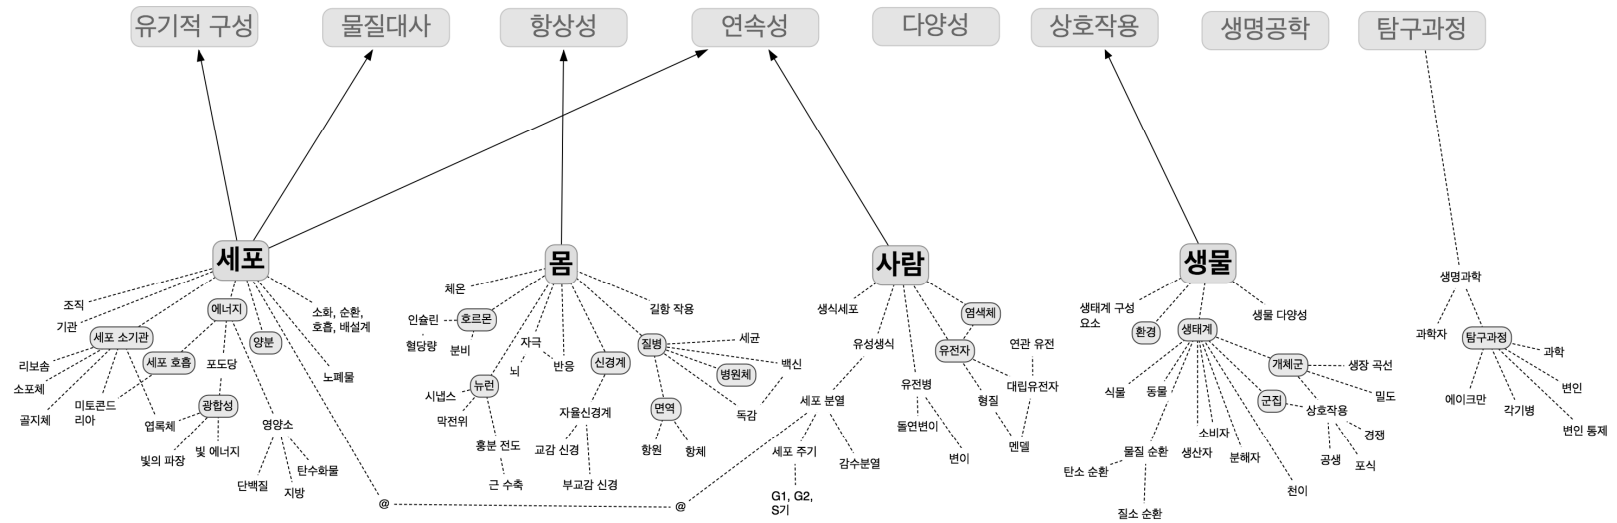 유기적 구성
물질대사
항상성
연속성
다양성
상호작용
생명공학
탐구과정
세포
몸
사람
생물
조직
기관
세포 소기관
리보솜
소포체
골지체
미토콘드
리아
엽록체
에너지
세포 호흡
포도당
광합성
빛의 파장
빛 에너지
양분
영양소
단백질
지방
탄수화물
소화, 순환,
호흡, 배설계
노폐물
@
체온
호르몬
인슐린
혈당량
분비
자극
뇌
반응
뉴런
시냅스
막전위
흥분 전도
근 수축
신경계
자율신경계
교감 신경
부교감 신경
길항 작용
질병
세균
백신
병원체
독감
면역
항원
항체
@
생식세포
유성생식
세포 분열
세포 주기
G1, G2,
S기
감수분열
유전병
돌연변이
변이
염색체
유전자
연관 유전
대립유전자
형질
멘델
생태계 구성
요소
환경
생태계
생물 다양성
식물
동물
물질 순환
탄소 순환
질소 순환
생산자
소비자
분해자
천이
개체군
생장 곡선
밀도
군집
상호작용
경쟁
공생
포식
생명과학
과학자
탐구과정
에이크만
각기병
과학
변인
변인 통제